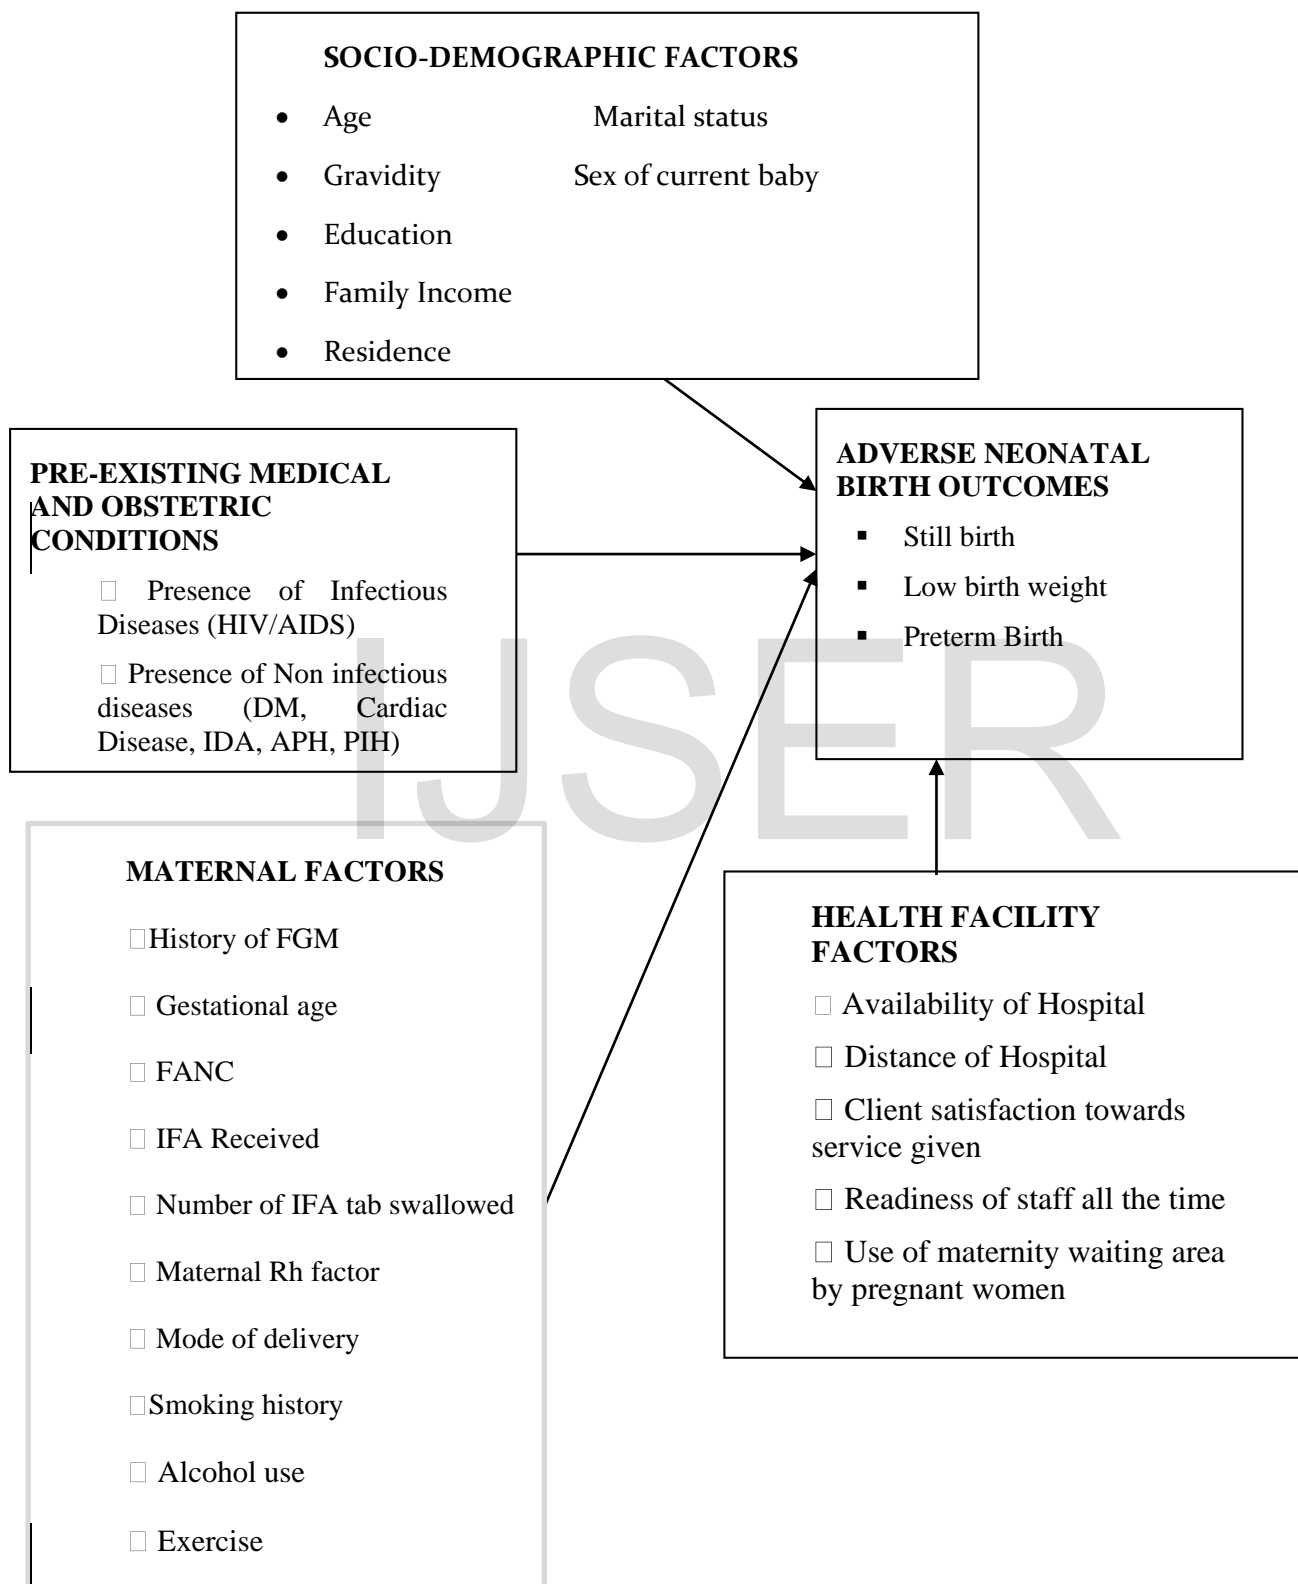 SOCIO-DEMOGRAPHIC FACTORS
• Age Marital status
• Gravidity Sex of current baby
• Education
• Family Income
• Residence
PRE-EXISTING MEDICAL
AND OBSTETRIC
CONDITIONS
□ Presence of Infectious
Diseases (HIV/AIDS)
□ Presence of Non infectious
diseases (DM, Cardiac
Disease, IDA, APH, PIH)
ADVERSE NEONATAL
BIRTH OUTCOMES
▪ Still birth
▪ Low birth weight
▪ Preterm Birth
IJSER
MATERNAL FACTORS
□History of FGM
□ Gestational age
□ FANC
□ IFA Received
□ Number of IFA tab swallowed
□ Maternal Rh factor
□ Mode of delivery
□Smoking history
□ Alcohol use
□ Exercise
HEALTH FACILITY
FACTORS
□ Availability of Hospital
□ Distance of Hospital
□ Client satisfaction towards
service given
□ Readiness of staff all the time
□ Use of maternity waiting area
by pregnant women